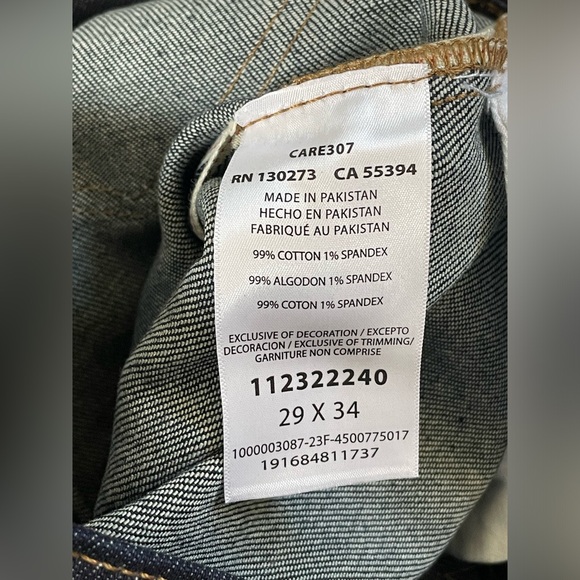 CARE307
RN 130273 CA 55394
MADE IN PAKISTAN
HECHO EN PAKISTAN
FABRIQUÉ AU PAKISTAN
99% COTTON 1% SPANDEX
99% ALGODON 1% SPANDEX
99% COTON 1% SPANDEX
EXCLUSIVE OF DECORATION / EXCEPTO
DECORACION / EXCLUSIVE OF TRIMMING/
GARNITURE NON COMPRISE
112322240
29 X 34
1000003087-23F-4500775017
191684811737